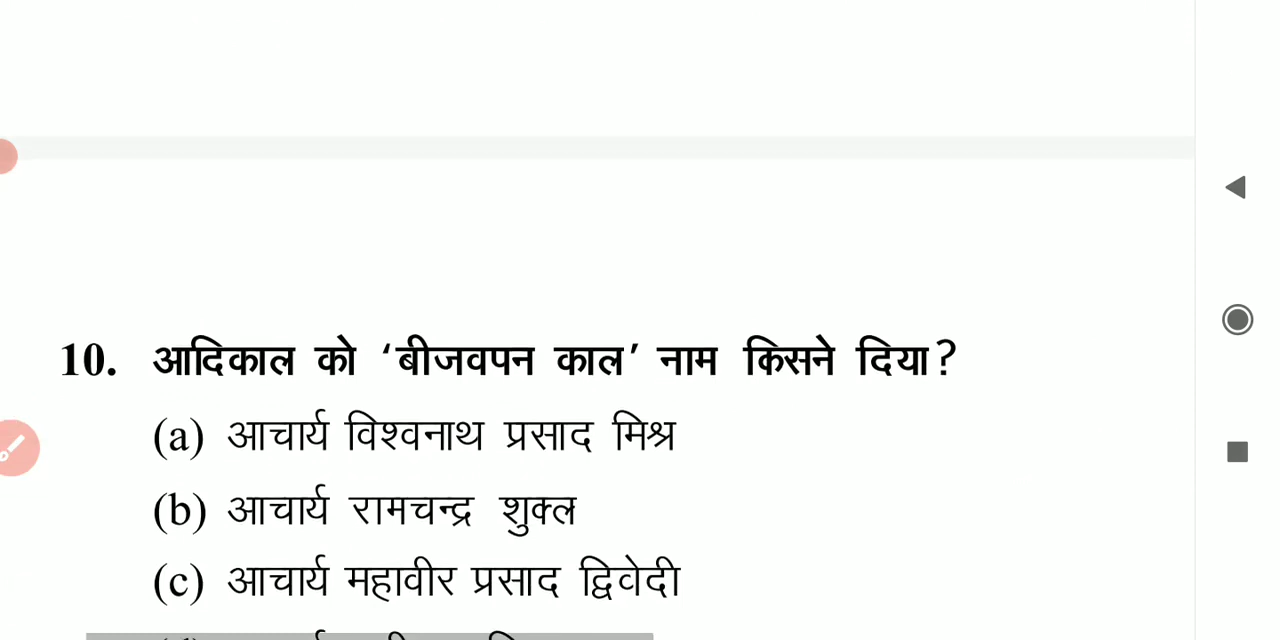 10. आदिकाल को ‘बीजवपन काल’ नाम किसने दिया?
(a) आचार्य विश्वनाथ प्रसाद मिश्र
(b) आचार्य रामचन्द्र शुक्ल
(c) आचार्य महावीर प्रसाद द्विवेदी